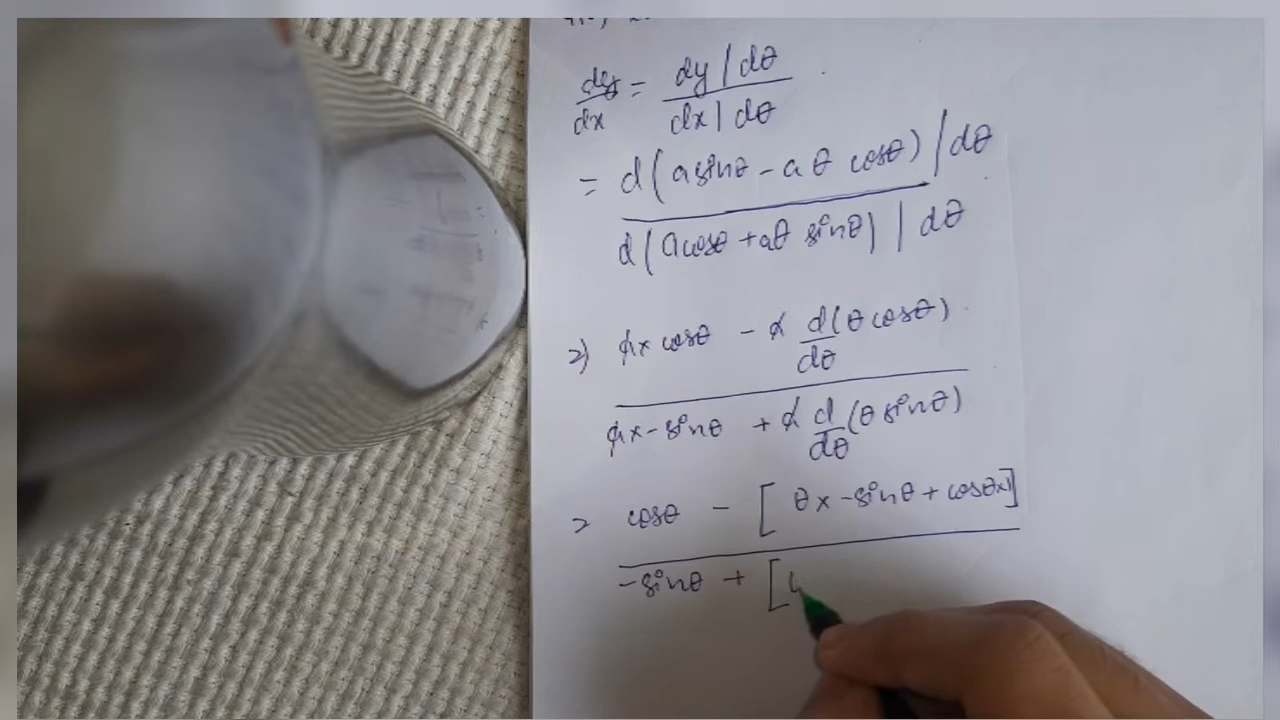 dy/dx = (dy | dθ)/(dx | dθ)
= d(a sinθ - a θ cosθ) / dθ
d(a cosθ + aθ sinθ) | dθ
a x cosθ - a d/dθ (θ cosθ)
a x - sinθ + a d/dθ (θ sinθ)
cosθ - [ θ x - sinθ + cosθ x 1 ]
- sinθ + [